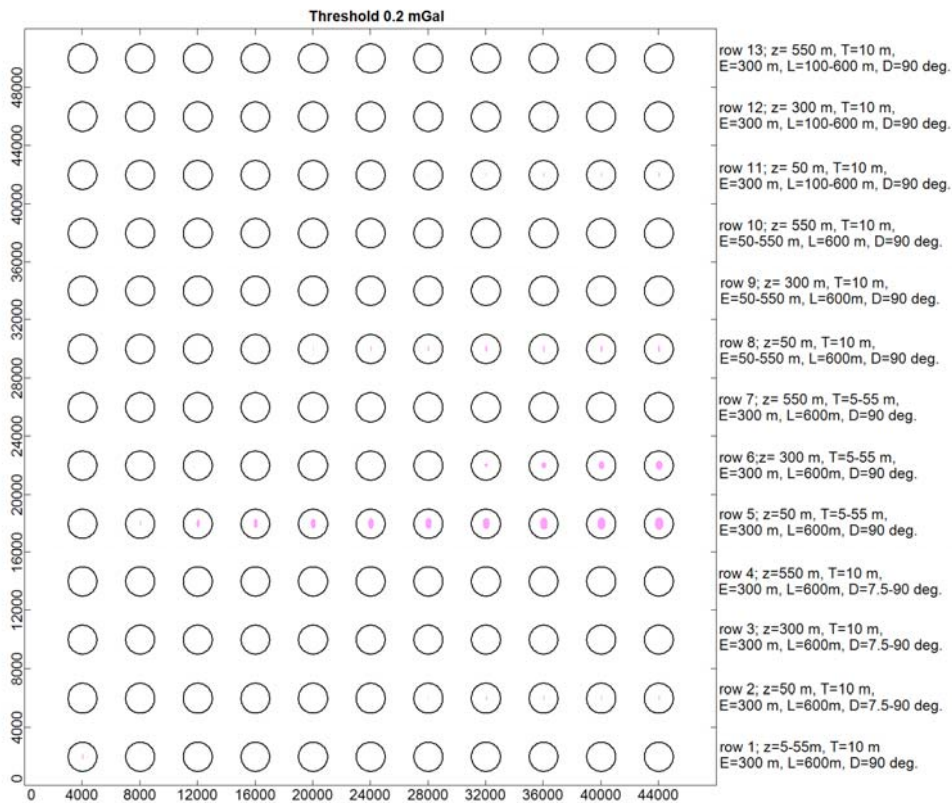 Threshold 0.2 mGal
row 13; z= 550 m, T=10 m,
E=300 m, L=100-600 m, D=90 deg.
row 12; z= 300 m, T=10 m,
E=300 m, L=100-600 m, D=90 deg.
row 11; z= 50 m, T=10 m,
E=300 m, L=100-600 m, D=90 deg.
row 10; z= 550 m, T=10 m,
E=50-550 m, L=600 m, D=90 deg.
row 9; z= 300 m, T=10 m,
E=50-550 m, L=600m, D=90 deg.
row 8; z=50 m, T=10 m,
E=50-550 m, L=600m, D=90 deg.
row 7; z= 550 m, T=5-55 m,
E=300 m, L=600m, D=90 deg.
row 6;z= 300 m, T=5-55 m,
E=300 m, L=600m, D=90 deg.
row 5; z=50 m, T=5-55 m,
E=300 m, L=600m, D=90 deg.
row 4; z=550 m, T=10 m,
E=300 m, L=600m, D=7.5-90 deg.
row 3; z=300 m, T=10 m,
E=300 m, L=600m, D=7.5-90 deg.
row 2; z=50 m, T=10 m,
E=300 m, L=600m, D=7.5-90 deg.
row 1; z=5-55m, T=10 m
E=300 m, L=600m, D=90 deg.
48000
44000
40000
36000
32000
28000
24000
20000
16000
12000
8000
4000
0
0 4000 8000 12000 16000 20000 24000 28000 32000 36000 40000 44000